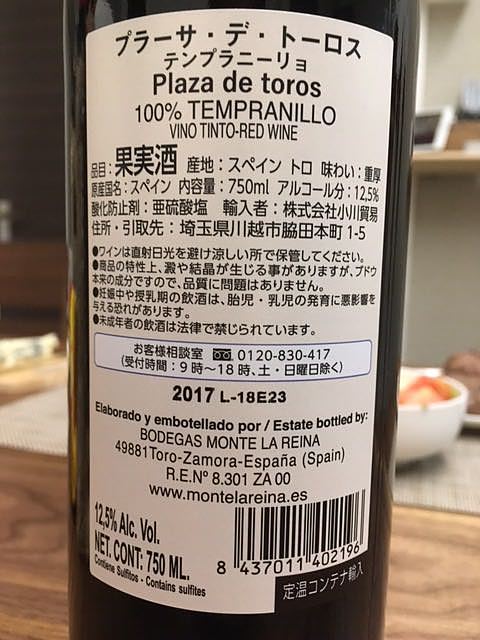 プラーサ・デ・トーロス
テンプラニーリョ
Plaza de toros
100% TEMPRANILLO
VINO TINTO-RED WINE
品目：果実酒 産地：スペイン トロ 味わい：重厚
原産国名：スペイン 内容量：750ml アルコール分：12,5%
酸化防止剤：亜硫酸塩 輸入者：株式会社小川貿易
住所・引取先：埼玉県川越市脇田本町1-5
●ワインは直射日光を避け涼しい所で保管してください。
●商品の特性上、澱や結晶が生じる事がありますが、ブドウ
本来の成分ですので、品質に問題はありません。
●妊娠中や授乳期の飲酒は、胎児・乳児の発育に悪影響を
与える恐れがあります。
●未成年者の飲酒は法律で禁じられています。
お客様相談室 0120-830-417
（受付時間：9時～18時、土・日曜日除く）
2017 L-18E23
Elaborado y embotellado por / Estate bottled by:
BODEGAS MONTE LA REINA
49881Toro-Zamora-España (Spain)
R.E.Nº 8.301 ZA 00
www.montelareina.es
12,5% Alc. Vol.
NET. CONT: 750 ML.
Contiene Sulfitos - Contains sulfites
8 437011 402196
定温コンテナ輸入